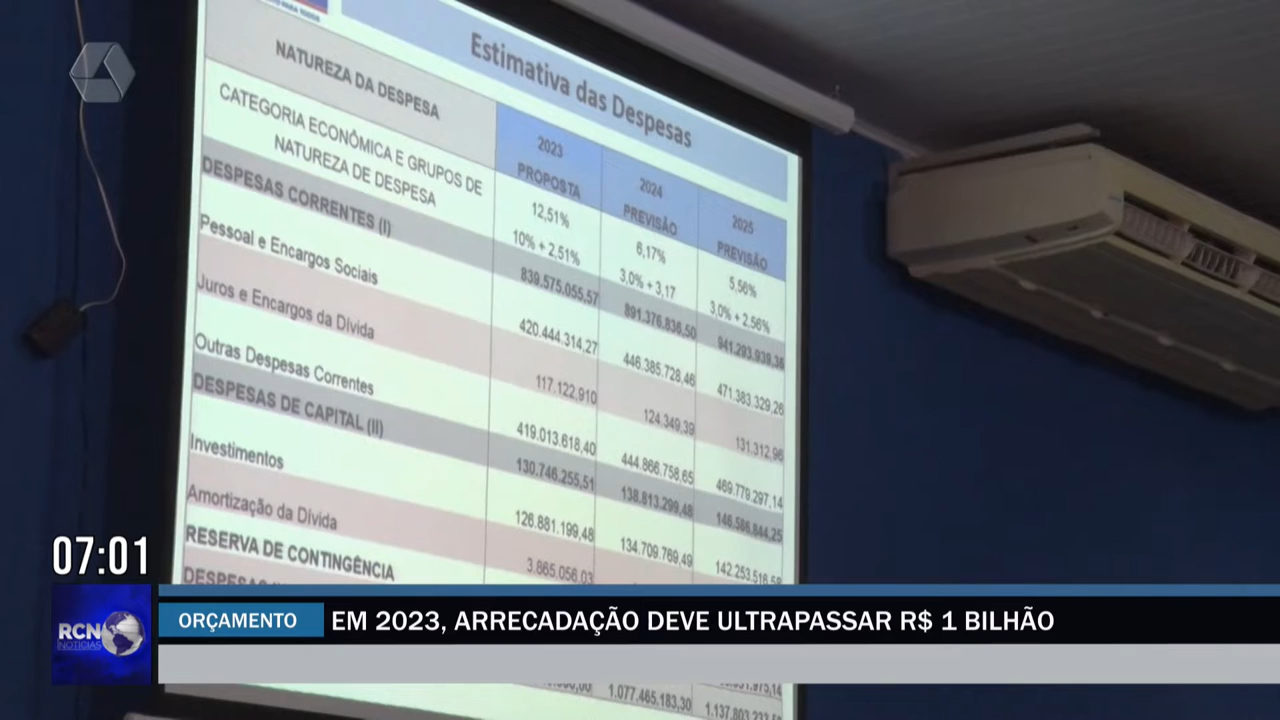 Estimativa das Despesas
NATUREZA DA DESPESA
2023 2024 2025
PROPOSTA PREVISÃO PREVISÃO
CATEGORIA ECONÔMICA E GRUPOS DE
NATUREZA DE DESPESA
12,51% 6,17% 5,56%
10% + 2,51% 3,0% + 3,17 3,0% + 2,56%
DESPESAS CORRENTES (I) 839.575.055,57 891.376.836,50 941.293.939,36
Pessoal e Encargos Sociais 420.444.314,27 446.385.728,46 471.383.329,26
Juros e Encargos da Dívida 117.122,910 124.349,39 131.312,96
Outras Despesas Correntes 419.013.618,40 444.866.758,65 469.779.297,14
DESPESAS DE CAPITAL (II) 130.746.255,51 138.813.299,48 146.586.844,25
Investimentos 126.881.199,48 134.709.769,49 142.253.516,58
Amortização da Dívida 3.865.056,03
RESERVA DE CONTINGÊNCIA
1.077.465.183,30
07:01
RCN
NOTÍCIAS
ORÇAMENTO
EM 2023, ARRECADAÇÃO DEVE ULTRAPASSAR R$ 1 BILHÃO